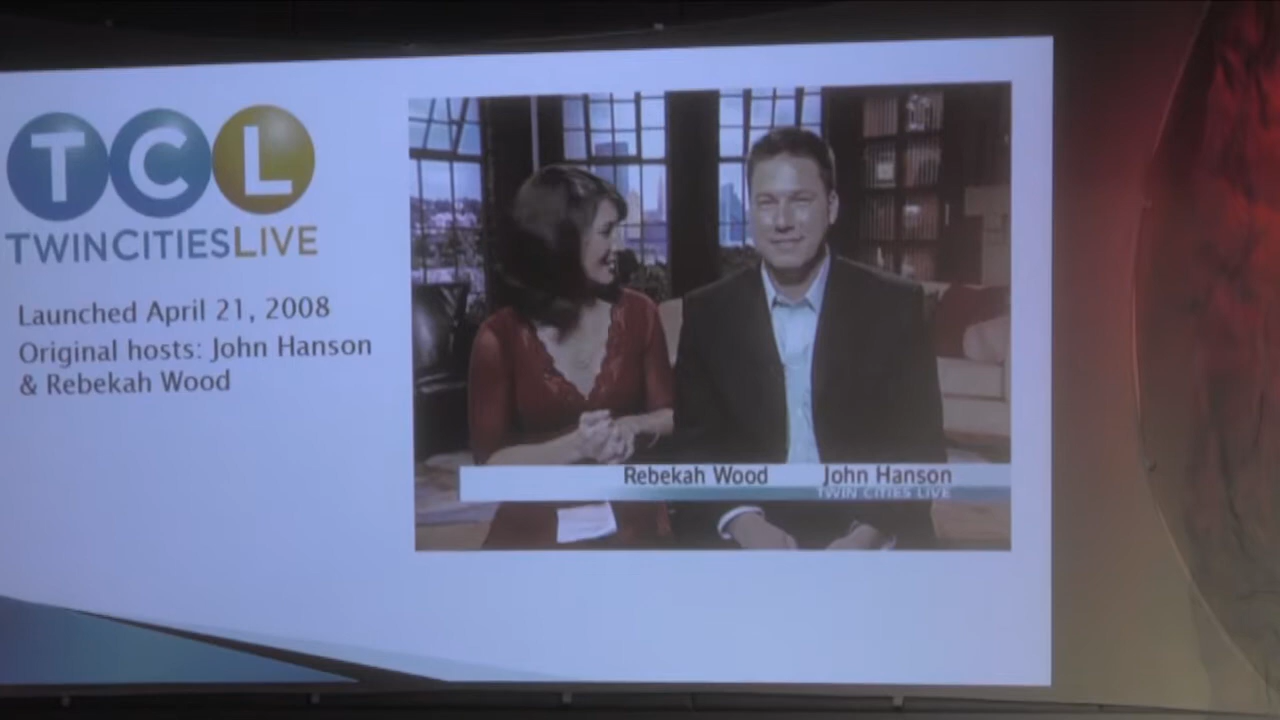 TCL
TWINCITIESLIVE
Launched April 21, 2008
Original hosts: John Hanson
& Rebekah Wood
Rebekah Wood John Hanson
TWIN CITIES LIVE